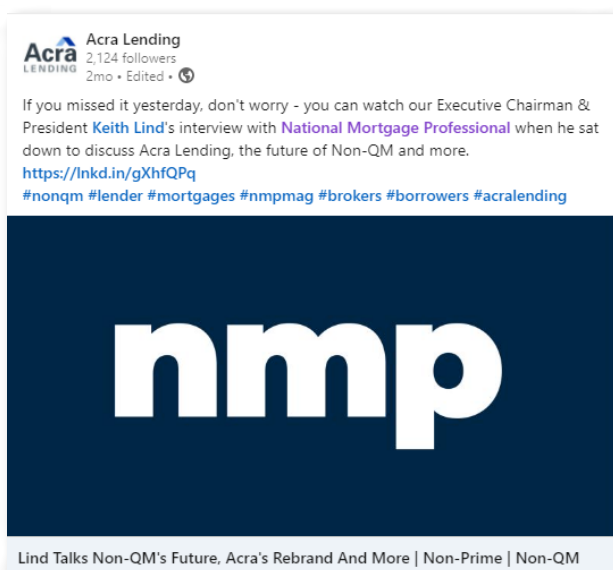 Acra
LENDING
Acra Lending
2,124 followers
2mo • Edited •
If you missed it yesterday, don't worry - you can watch our Executive Chairman &
President Keith Lind's interview with National Mortgage Professional when he sat
down to discuss Acra Lending, the future of Non-QM and more.
https://lnkd.in/gXhfQPq
#nonqm #lender #mortgages #nmpmag #brokers #borrowers #acralending
nmp
Lind Talks Non-QM's Future, Acra's Rebrand And More | Non-Prime | Non-QM